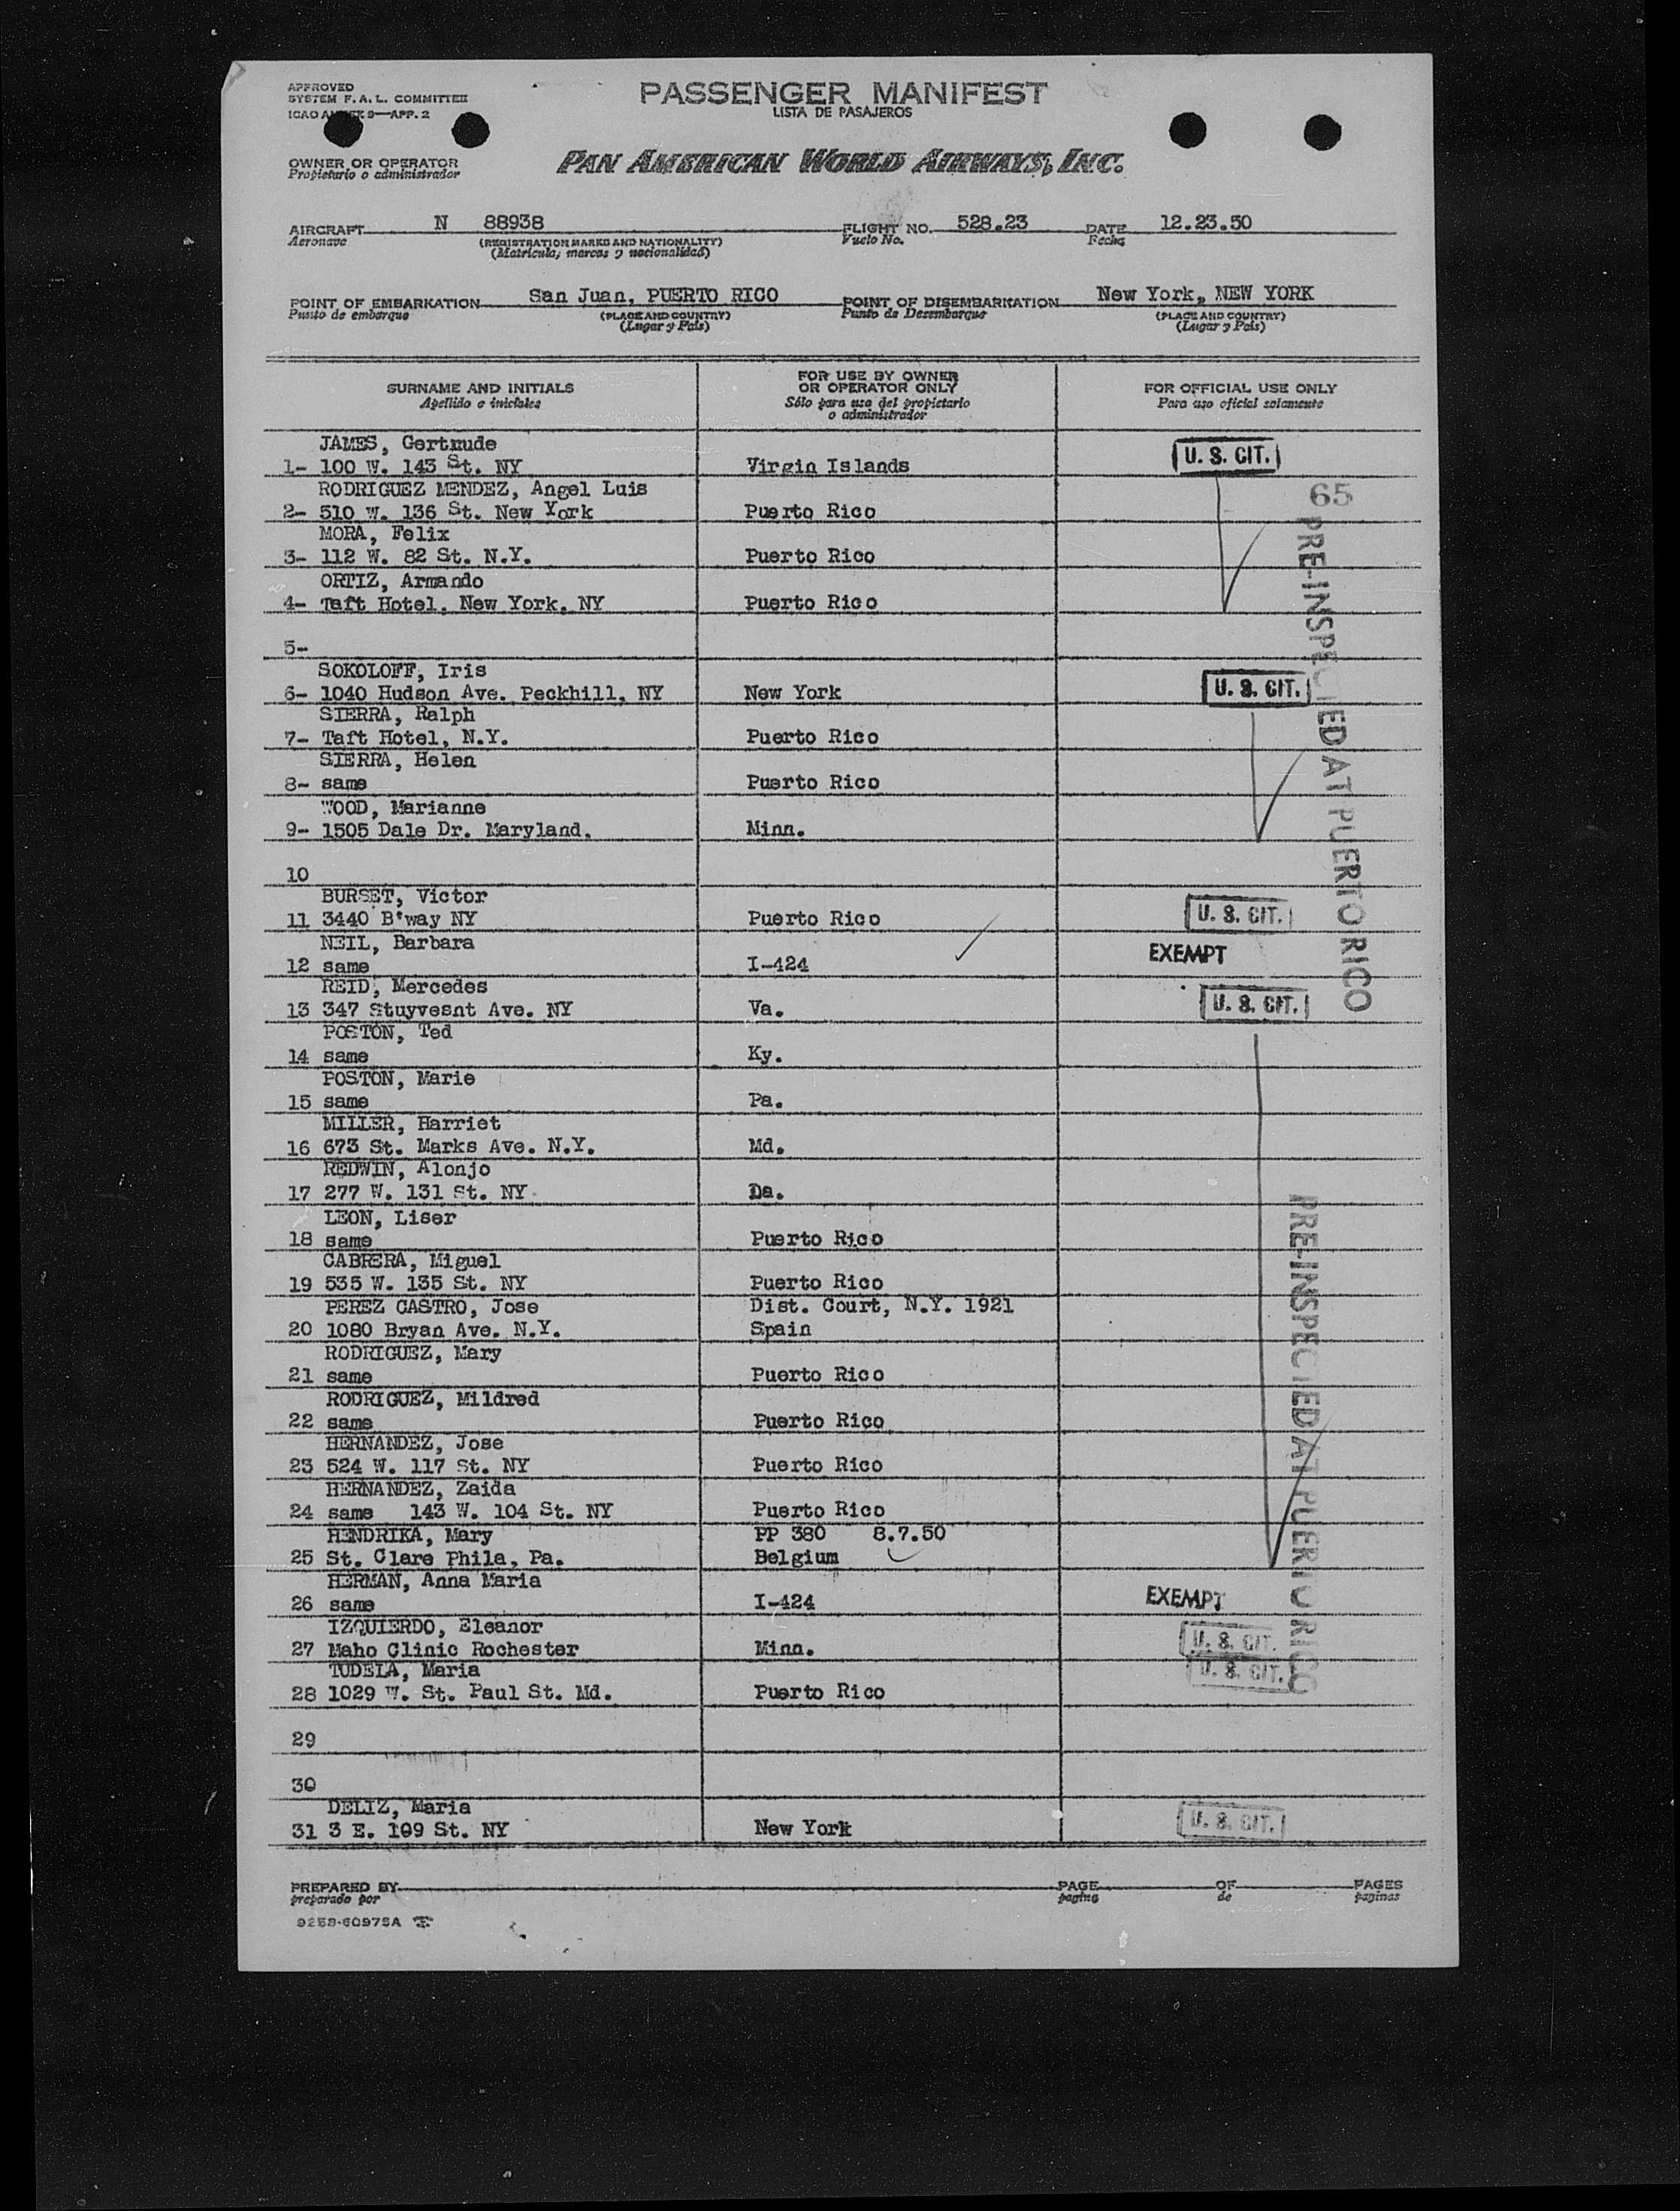 APPROVED
SYSTEM F. A. L. COMMITTEE
ICAO ANNEX 9—APP. 2
PASSENGER MANIFEST
LISTA DE PASAJEROS
OWNER OR OPERATOR
Propietario o administrador
PAN AMERICAN WORLD AIRWAYS, INC.
AIRCRAFT N 88938 FLIGHT NO. 528.23 DATE 12.23.50
Aeronave (REGISTRATION MARKS AND NATIONALITY) Vuelo No. Fecha
(Matricula, marcas y nacionalidad)
POINT OF EMBARKATION San Juan, PUERTO RICO POINT OF DISEMBARKATION New York, NEW YORK
Punto de embarque (PLACE AND COUNTRY) Punto de Desembarque (PLACE AND COUNTRY)
(Lugar y País) (Lugar y País)
SURNAME AND INITIALS FOR USE BY OWNER OR OPERATOR ONLY FOR OFFICIAL USE ONLY
Apellido e iniciales Sólo para uso del propietario o administrador Para uso oficial solamente
JAMES, Gertrude
1- 100 W. 143 St. NY Virgin Islands U. S. CIT.
RODRIGUEZ MENDEZ, Angel Luis
65
2- 510 W. 136 St. New York Puerto Rico
MORA, Felix
3- 112 W. 82 St. N.Y. Puerto Rico
ORTIZ, Armando
4- Taft Hotel, New York, NY Puerto Rico
PRE-INSPECTED AT PUERTO RICO
5-
SOKOLOFF, Iris
6- 1040 Hudson Ave. Peckhill, NY New York U. S. CIT.
SIERRA, Ralph
7- Taft Hotel, N.Y. Puerto Rico
SIERRA, Helen
8- same Puerto Rico
WOOD, Marianne
9- 1505 Dale Dr. Maryland. Minn.
10
BURSET, Victor
11 3440 B'way NY Puerto Rico U. S. CIT.
NEIL, Barbara
12 same I-424 EXEMPT
REID, Mercedes
13 347 Stuyvesnt Ave. NY Va. U. S. CIT.
POSTON, Ted
14 same Ky.
POSTON, Marie
15 same Pa.
MILLER, Harriet
16 673 St. Marks Ave. N.Y. Md.
REDWIN, Alonjo
17 277 W. 131 St. NY Da.
LEON, Liser
18 same Puerto Rico
CABRERA, Miguel
19 535 W. 135 St. NY Puerto Rico
PEREZ CASTRO, Jose Dist. Court, N.Y. 1921
20 1080 Bryan Ave. N.Y. Spain
PRE-INSPECTED AT PUERTO RICO
RODRIGUEZ, Mary
21 same Puerto Rico
RODRIGUEZ, Mildred
22 same Puerto Rico
HERNANDEZ, Jose
23 524 W. 117 St. NY Puerto Rico
HERNANDEZ, Zaida
24 same 143 W. 104 St. NY Puerto Rico
HENDRIKA, Mary PP 380 8.7.50
25 St. Clare Phila, Pa. Belgium
HERMAN, Anna Maria
26 same I-424 EXEMPT
IZQUIERDO, Eleanor
27 Maho Clinic Rochester Minn. U. S. CIT.
TUDELA, Maria U. S. CIT.
28 1029 W. St. Paul St. Md. Puerto Rico
29
30
DELIZ, Maria
31 3 E. 109 St. NY New York U. S. CIT.
PREPARED BY PAGE OF PAGES
preparado por pagina de paginas
9258-60975A